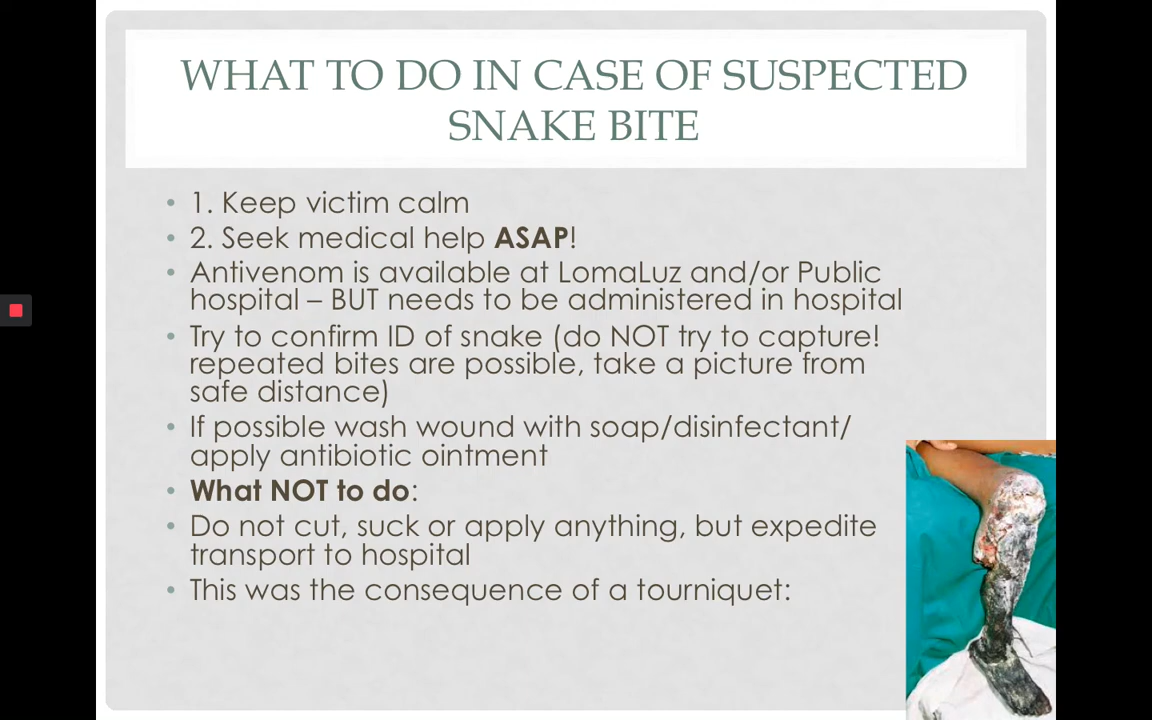 WHAT TO DO IN CASE OF SUSPECTED
SNAKE BITE
• 1. Keep victim calm
• 2. Seek medical help ASAP!
• Antivenom is available at LomaLuz and/or Public
hospital – BUT needs to be administered in hospital
• Try to confirm ID of snake (do NOT try to capture!
repeated bites are possible, take a picture from
safe distance)
• If possible wash wound with soap/disinfectant/
apply antibiotic ointment
• What NOT to do:
• Do not cut, suck or apply anything, but expedite
transport to hospital
• This was the consequence of a tourniquet: